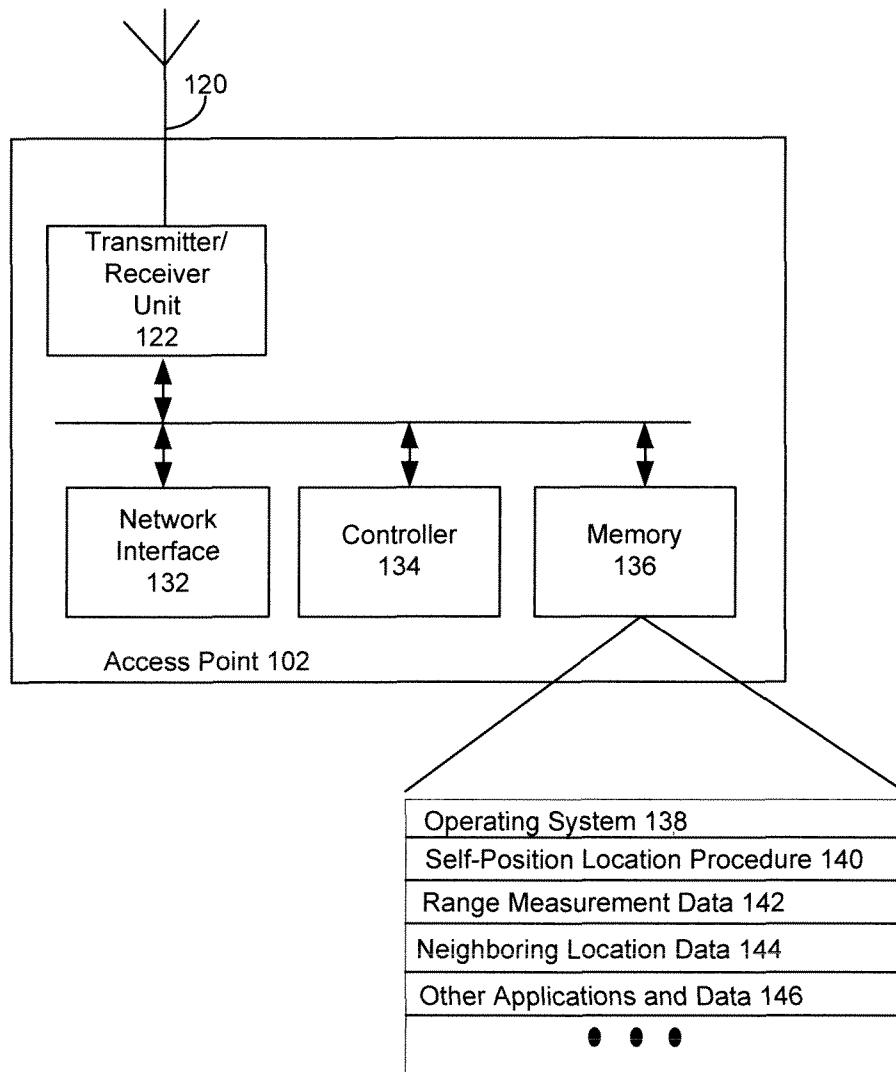 120
Transmitter/
Receiver
Unit
122
Network
Interface
132
Controller
134
Memory
136
Access Point 102
Operating System 138
Self-Position Location Procedure 140
Range Measurement Data 142
Neighboring Location Data 144
Other Applications and Data 146